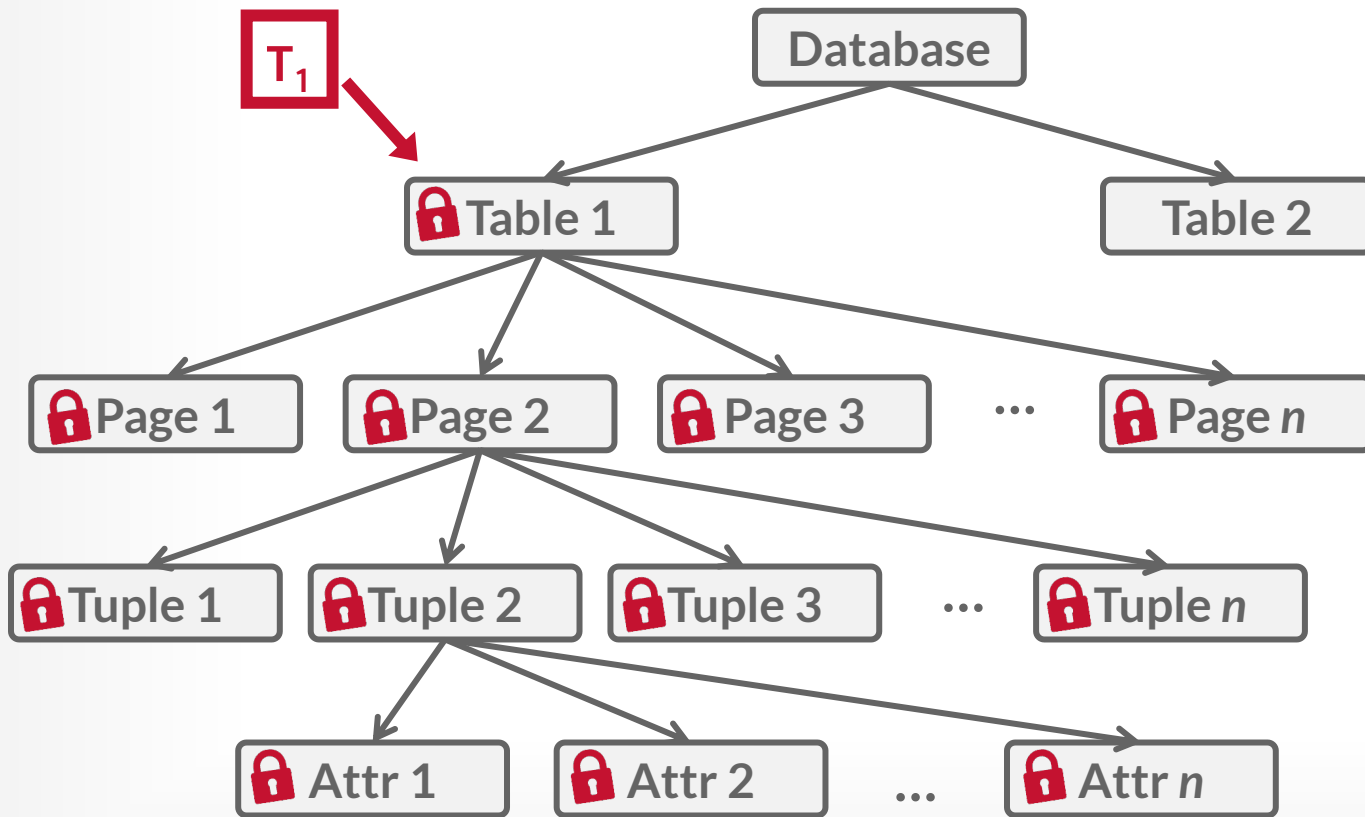 T₁
Database
Table 1
Table 2
Page 1
Page 2
Page 3
...
Page n
Tuple 1
Tuple 2
Tuple 3
...
Tuple n
Attr 1
Attr 2
...
Attr n